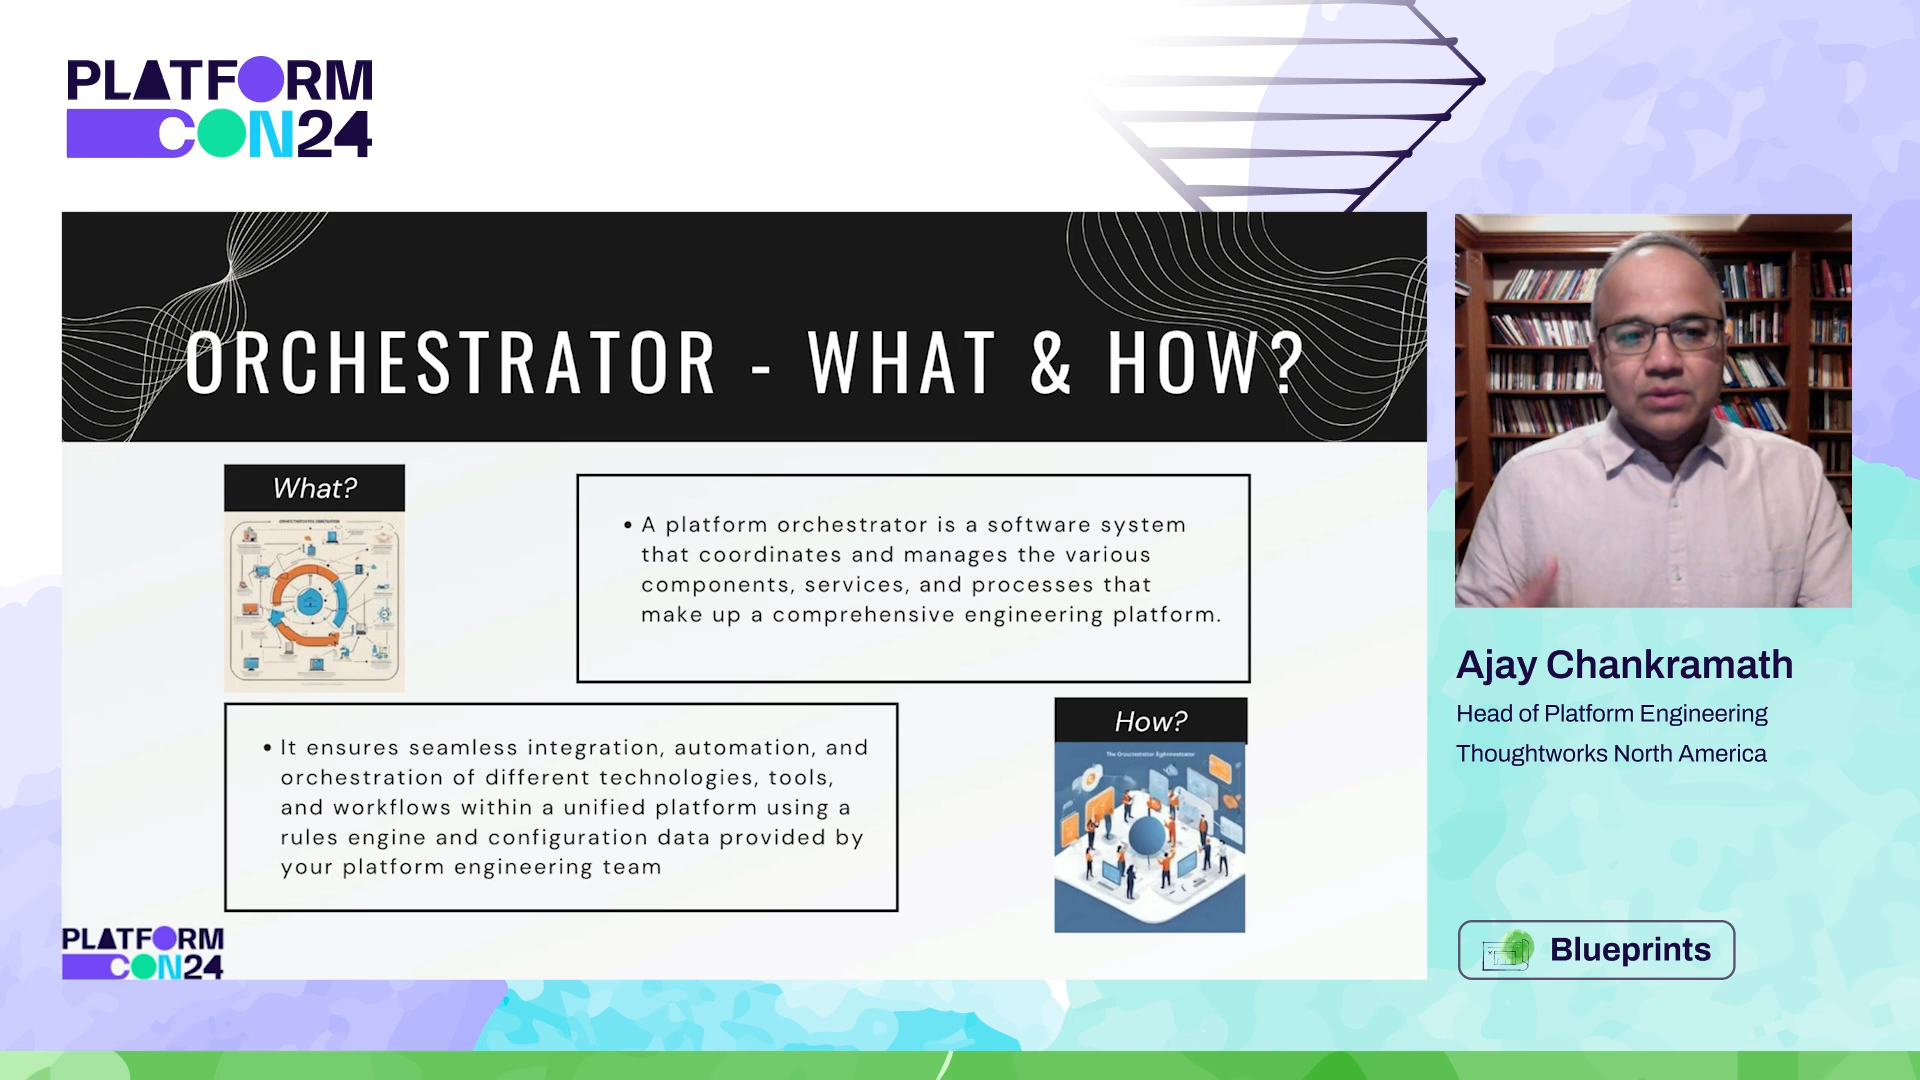 PLATFORM
CON24
ORCHESTRATOR - WHAT & HOW?
What?
• A platform orchestrator is a software system
that coordinates and manages the various
components, services, and processes that
make up a comprehensive engineering platform.
• It ensures seamless integration, automation, and
orchestration of different technologies, tools,
and workflows within a unified platform using a
rules engine and configuration data provided by
your platform engineering team
How?
PLATFORM
CON24
Ajay Chankramath
Head of Platform Engineering
Thoughtworks North America
Blueprints